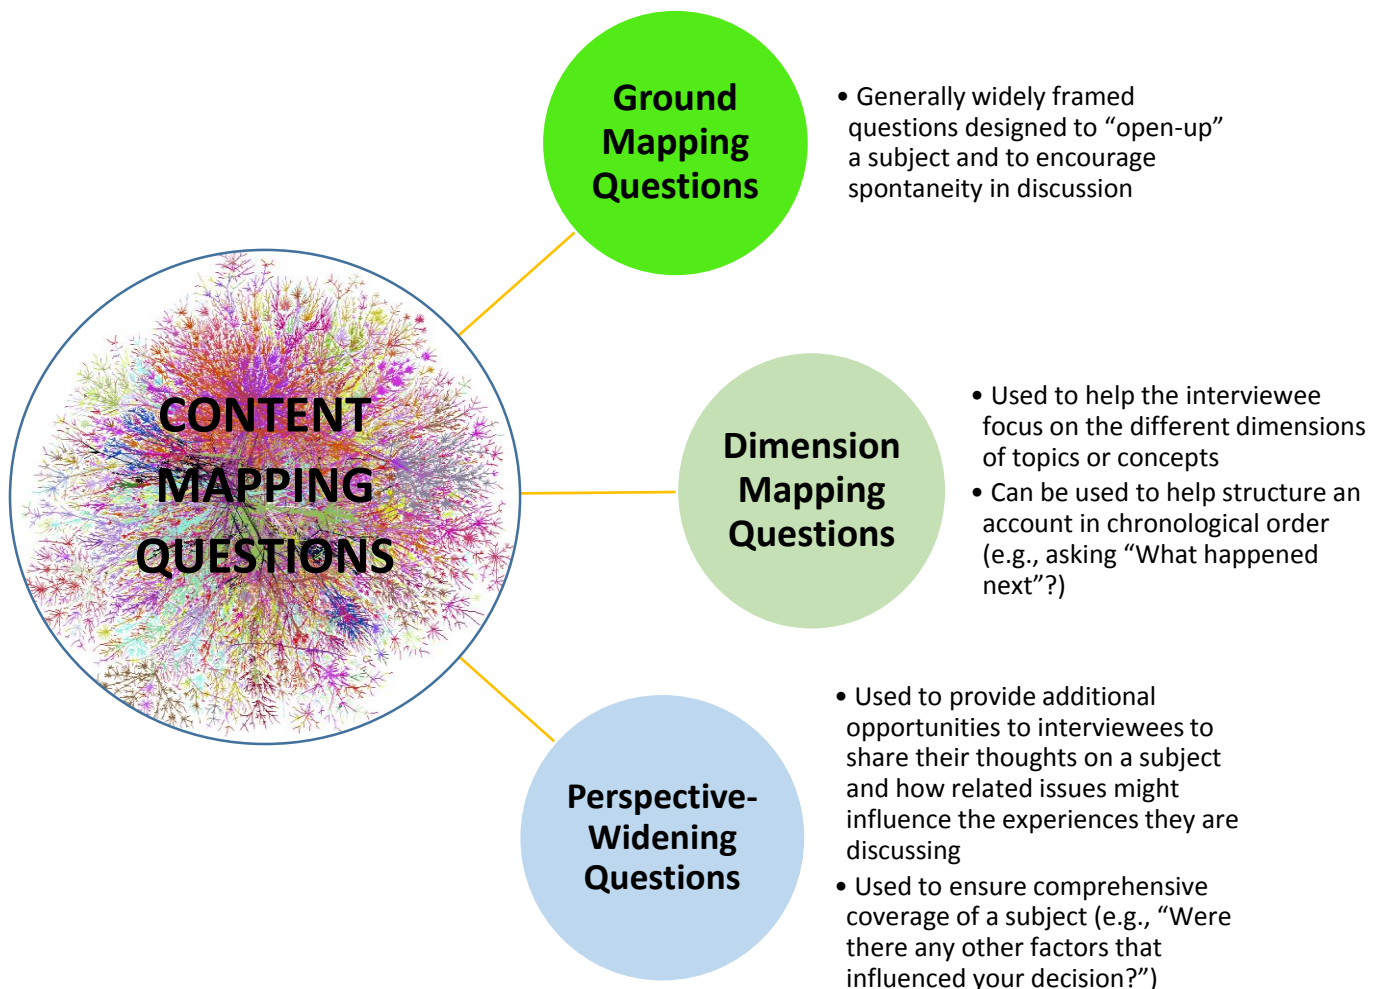 Ground
Mapping
Questions
• Generally widely framed
questions designed to “open-up”
a subject and to encourage
spontaneity in discussion
CONTENT
MAPPING
QUESTIONS
Dimension
Mapping
Questions
• Used to help the interviewee
focus on the different dimensions
of topics or concepts
• Can be used to help structure an
account in chronological order
(e.g., asking “What happened
next”?)
Perspective-
Widening
Questions
• Used to provide additional
opportunities to interviewees to
share their thoughts on a subject
and how related issues might
influence the experiences they are
discussing
• Used to ensure comprehensive
coverage of a subject (e.g., “Were
there any other factors that
influenced your decision?”)